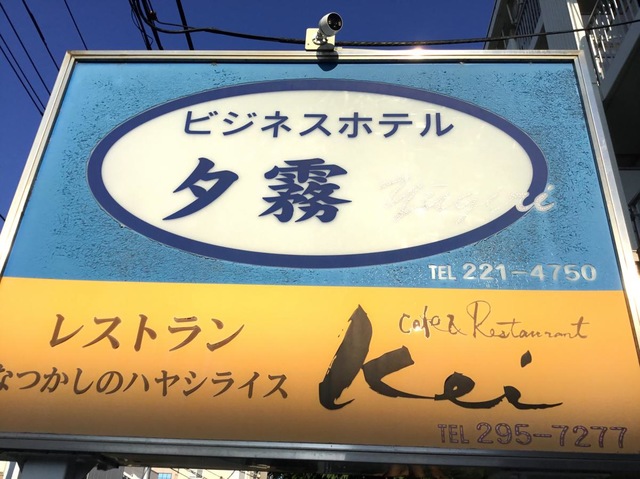 ビジネスホテル
夕霧 Yūgiri
TEL 221-4750
レストラン
なつかしのハヤシライス
Cafe & Restaurant
Kei
TEL 295-7277